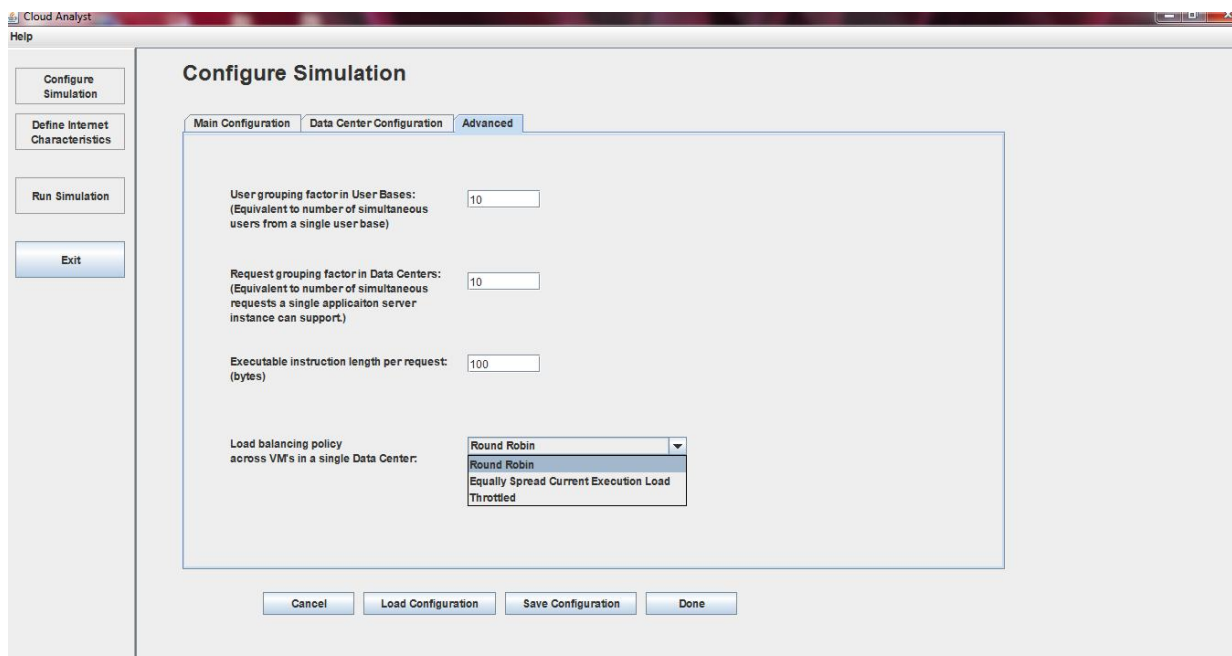 Cloud Analyst
Help
Configure
Simulation
Define Internet
Characteristics
Run Simulation
Exit
Configure Simulation
Main Configuration
Data Center Configuration
Advanced
User grouping factor in User Bases:
(Equivalent to number of simultaneous
users from a single user base)
10
Request grouping factor in Data Centers:
(Equivalent to number of simultaneous
requests a single applicaiton server
instance can support.)
10
Executable instruction length per request:
(bytes)
100
Load balancing policy
across VM's in a single Data Center:
Round Robin
Round Robin
Equally Spread Current Execution Load
Throttled
Cancel
Load Configuration
Save Configuration
Done